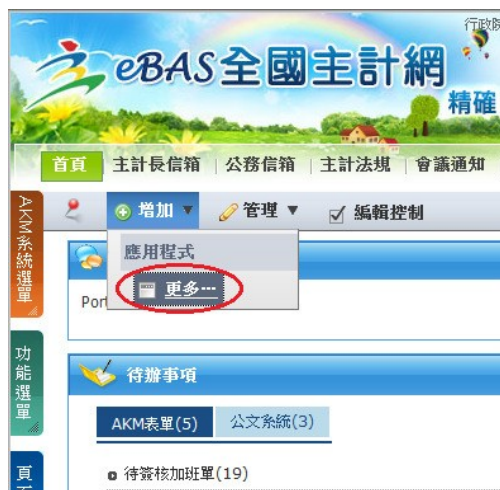 行政院
eBAS全國主計網
精確
首頁 主計長信箱 公務信箱 主計法規 會議通知
增加 ▼ 管理 ▼ 編輯控制
AKM系統選單
應用程式
更多…
Por
功能選單
待辦事項
AKM表單(5) 公文系統(3)
待簽核加班單(19)
頁